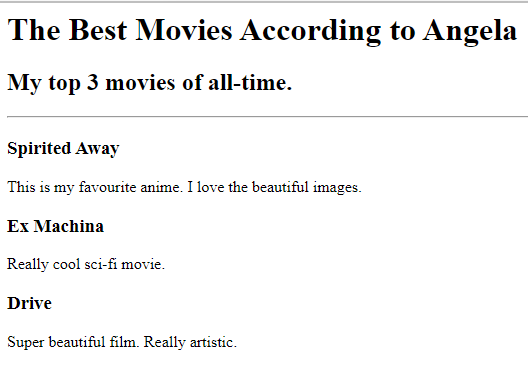 The Best Movies According to Angela
My top 3 movies of all-time.
Spirited Away
This is my favourite anime. I love the beautiful images.
Ex Machina
Really cool sci-fi movie.
Drive
Super beautiful film. Really artistic.